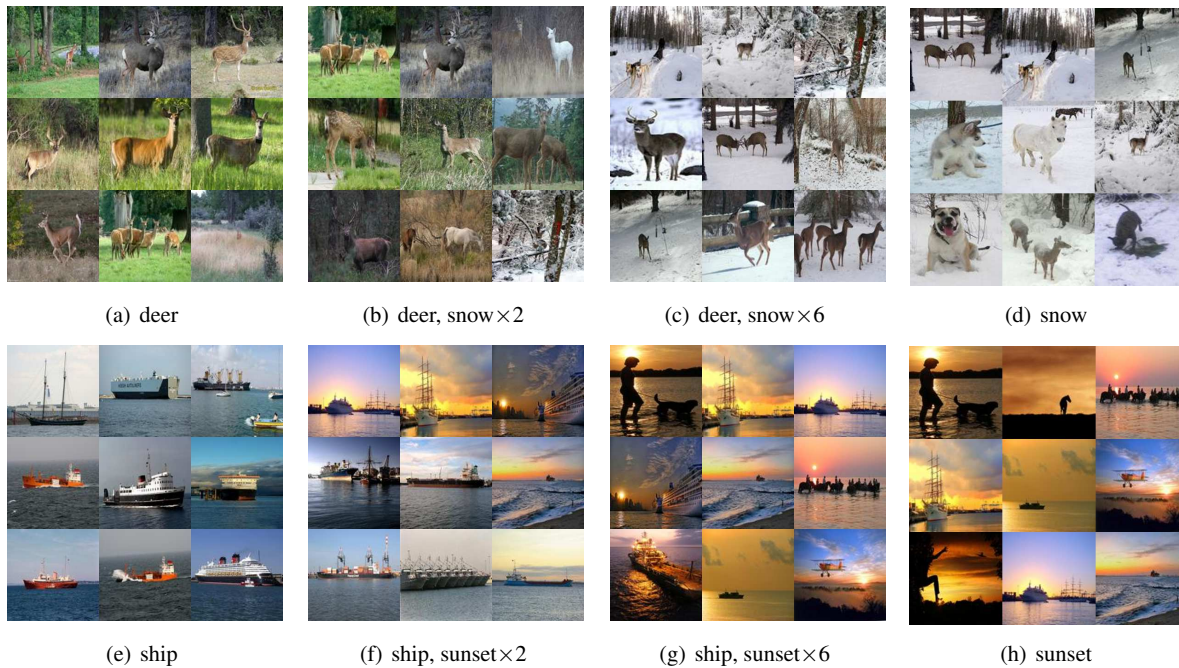 (a) deer
(b) deer, snow×2
(c) deer, snow×6
(d) snow
(e) ship
(f) ship, sunset×2
(g) ship, sunset×6
(h) sunset